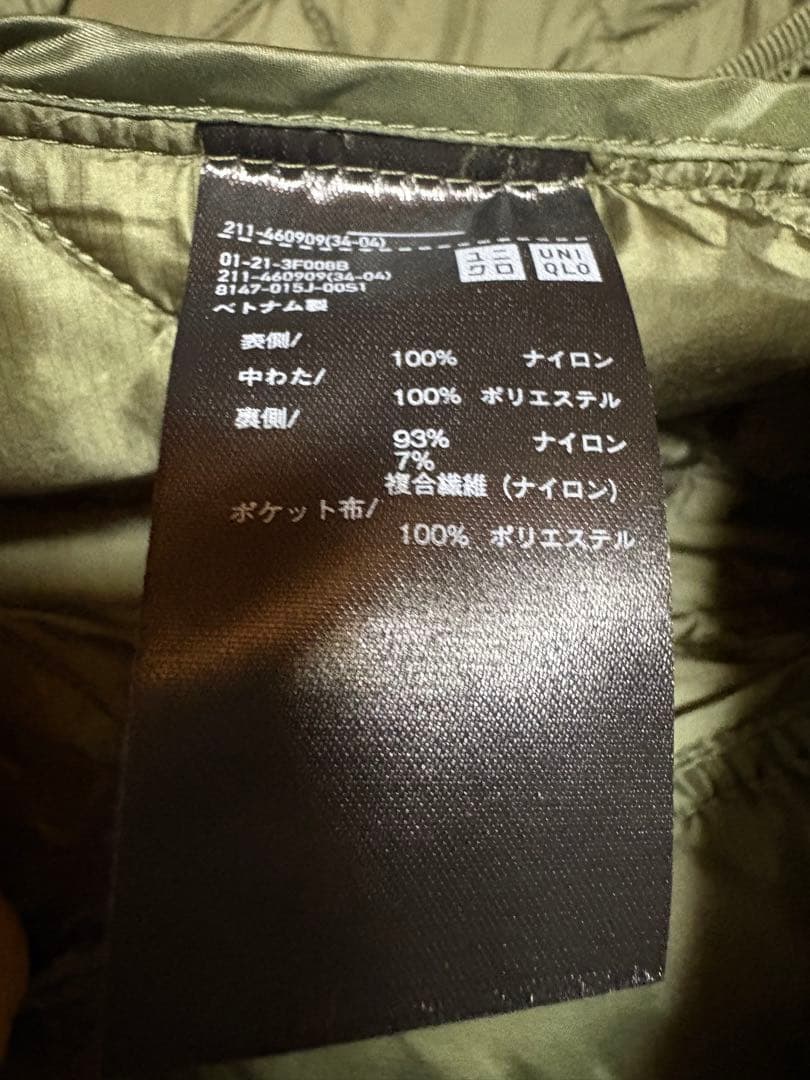 211-460909(34-04)
ユニ
クロ
UNI
QLO
01-21-3F008B
211-460909(34-04)
8147-015J-00S1
ベトナム製
表側/
100% ナイロン
中わた/
100% ポリエステル
裏側/
93% ナイロン
7%
複合繊維 (ナイロン)
ポケット布/
100% ポリエステル